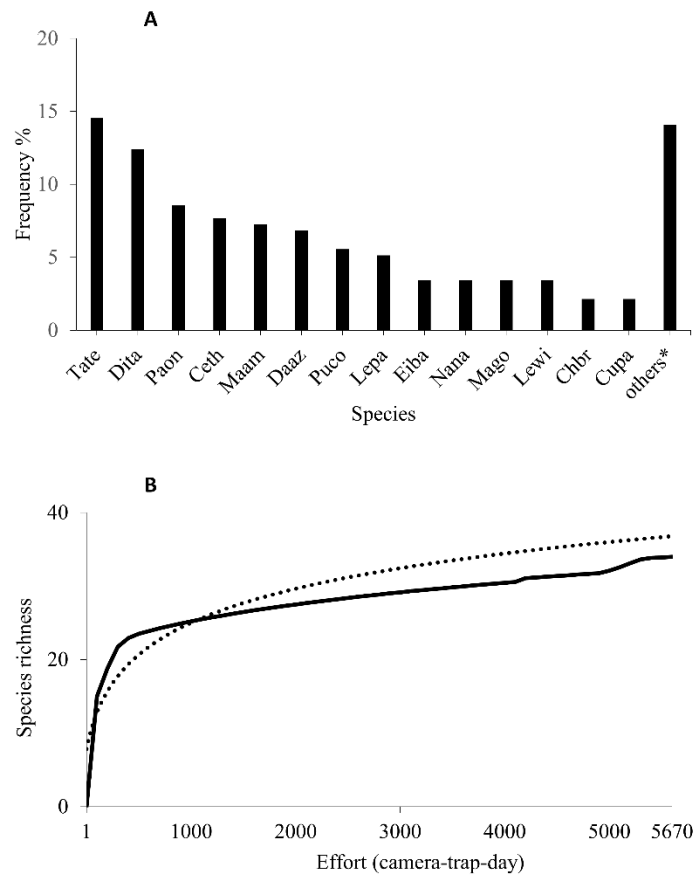 A
20
15
10
5
0
Frequency %
Tate Dita Paon Ceth Maam Daaz Puco Lepa Eiba Nana Mago Lewi Chbr Cupa others*
Species
B
40
20
0
Species richness
1 1000 2000 3000 4000 5000 5670
Effort (camera-trap-day)